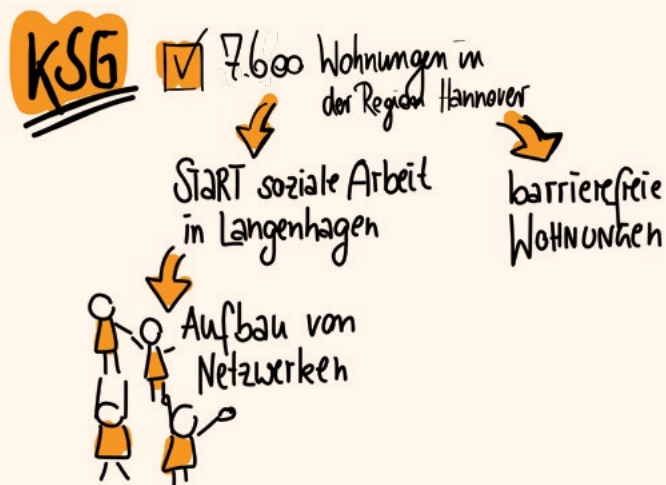 KSG
7.600 Wohnungen in
der Region Hannover
START soziale Arbeit
in Langenhagen
barrierefreie
WOHNUNGEN
Aufbau von
Netzwerken